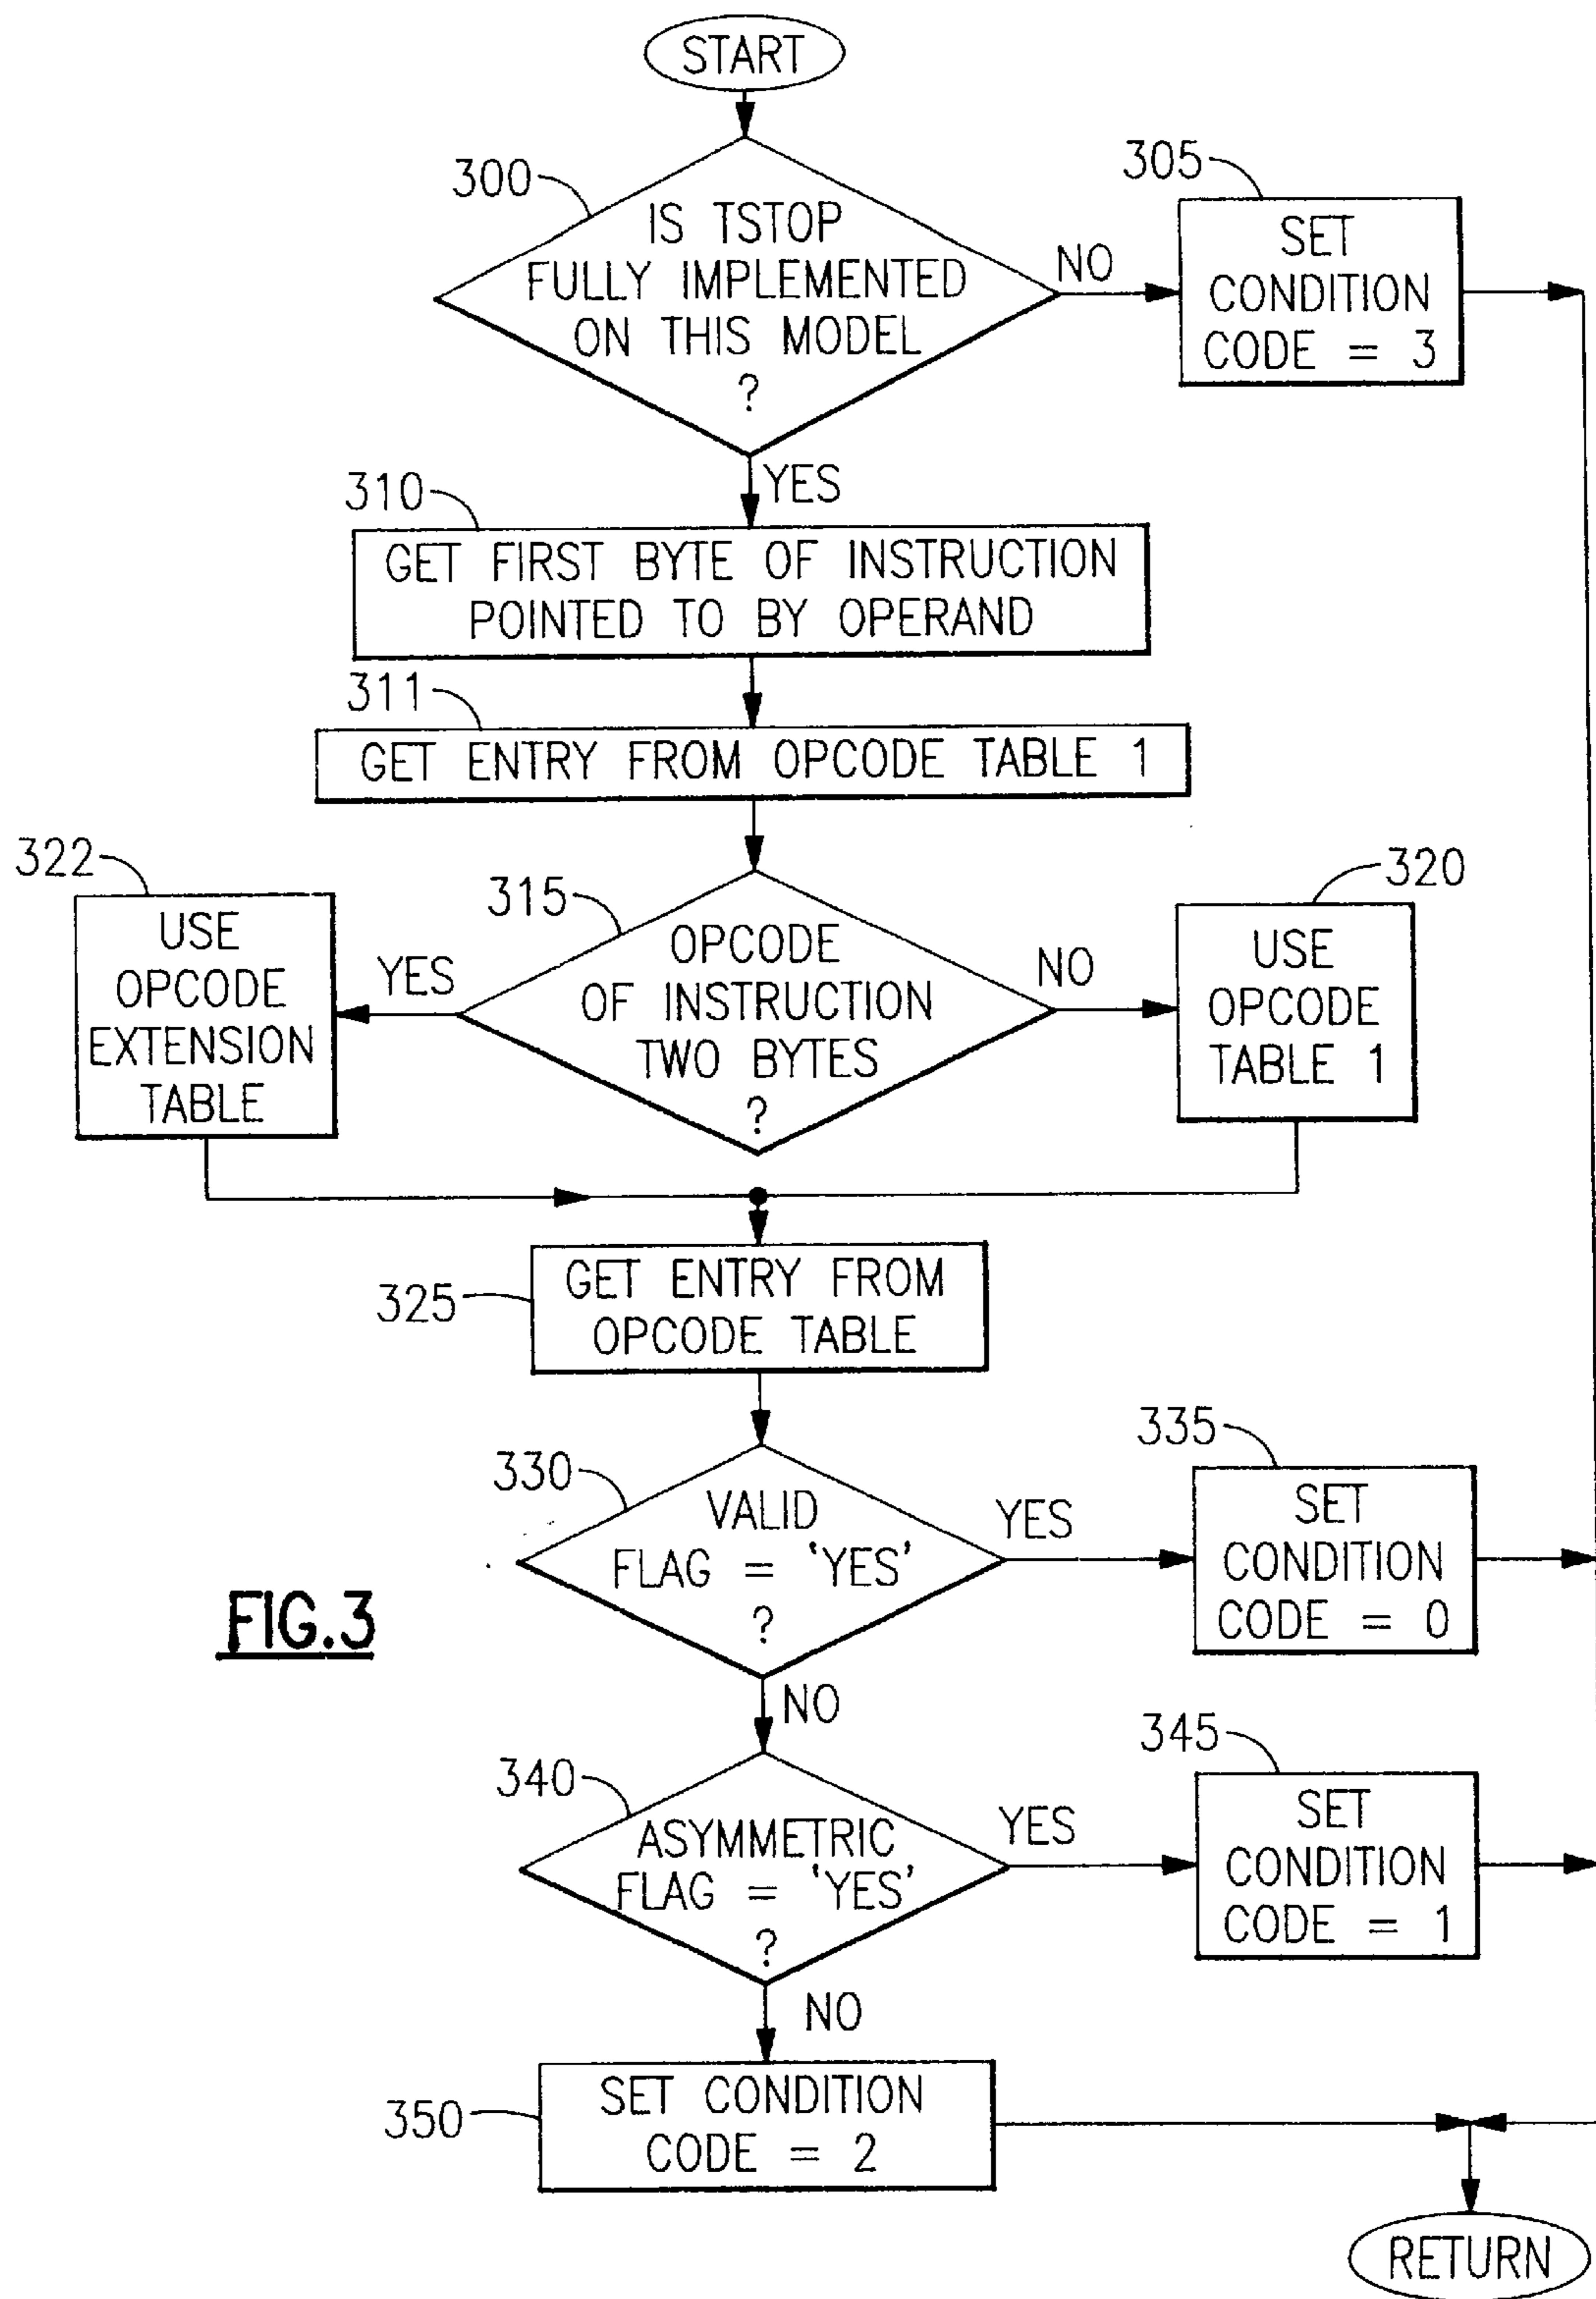 START
300
IS TSTOP
FULLY IMPLEMENTED
ON THIS MODEL
?
NO
305
SET
CONDITION
CODE = 3
YES
310
GET FIRST BYTE OF INSTRUCTION
POINTED TO BY OPERAND
311
GET ENTRY FROM OPCODE TABLE 1
322
USE
OPCODE
EXTENSION
TABLE
YES
315
OPCODE
OF INSTRUCTION
TWO BYTES
?
NO
320
USE
OPCODE
TABLE 1
325
GET ENTRY FROM
OPCODE TABLE
330
VALID
FLAG = 'YES'
?
YES
335
SET
CONDITION
CODE = 0
FIG.3
NO
340
ASYMMETRIC
FLAG = 'YES'
?
YES
345
SET
CONDITION
CODE = 1
NO
350
SET CONDITION
CODE = 2
RETURN